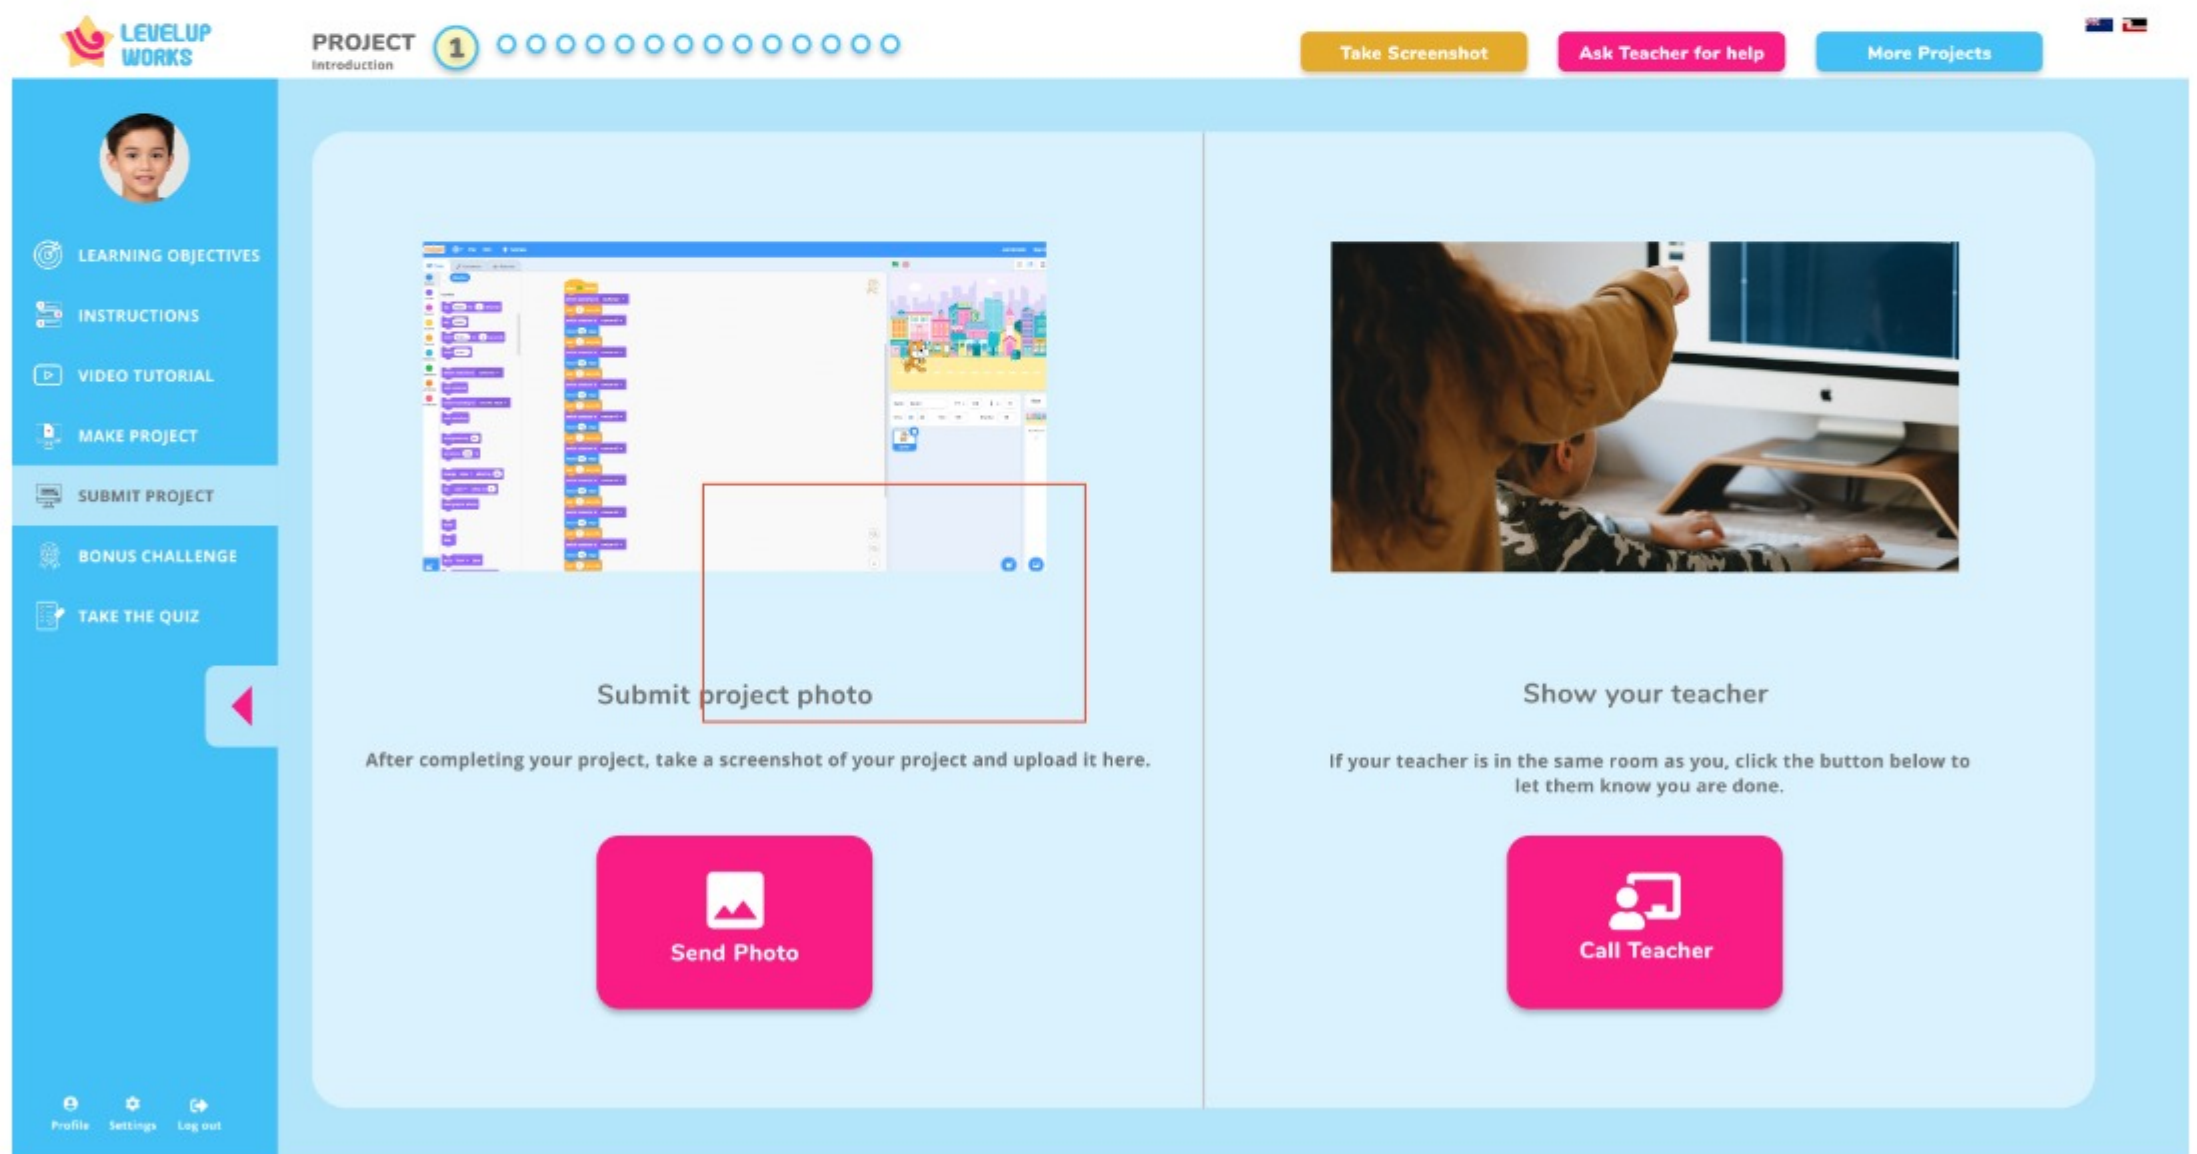 LEVELUP
WORKS
PROJECT
Introduction
1
Take Screenshot
Ask Teacher for help
More Projects
LEARNING OBJECTIVES
INSTRUCTIONS
VIDEO TUTORIAL
MAKE PROJECT
SUBMIT PROJECT
BONUS CHALLENGE
TAKE THE QUIZ
Profile
Settings
Log out
Submit project photo
After completing your project, take a screenshot of your project and upload it here.
Send Photo
Show your teacher
If your teacher is in the same room as you, click the button below to
let them know you are done.
Call Teacher